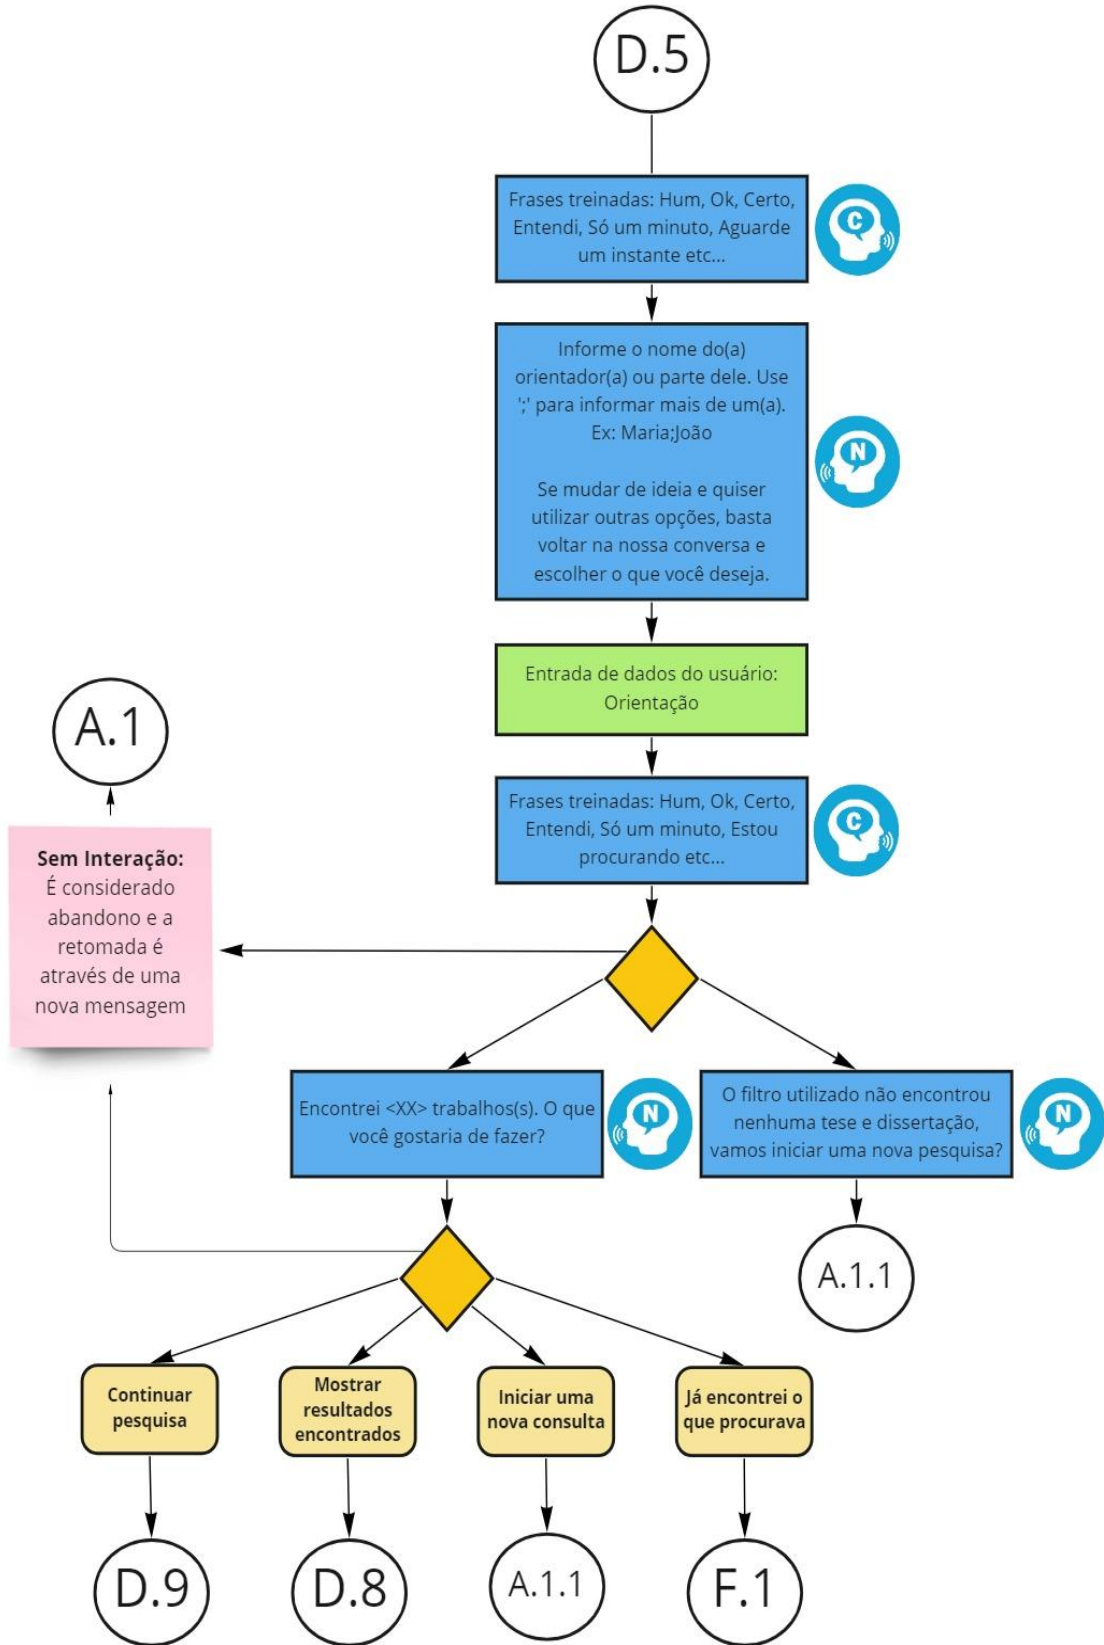 D.5
Frases treinadas: Hum, Ok, Certo,
Entendi, Só um minuto, Aguarde
um instante etc...
C
Informe o nome do(a)
orientador(a) ou parte dele. Use
';' para informar mais de um(a).
Ex: Maria;João
Se mudar de ideia e quiser
utilizar outras opções, basta
voltar na nossa conversa e
escolher o que você deseja.
N
Entrada de dados do usuário:
Orientação
A.1
Frases treinadas: Hum, Ok, Certo,
Entendi, Só um minuto, Estou
procurando etc...
C
Sem Interação:
É considerado
abandono e a
retomada é
através de uma
nova mensagem
Encontrei <XX> trabalhos(s). O que
você gostaria de fazer?
N
O filtro utilizado não encontrou
nenhuma tese e dissertação,
vamos iniciar uma nova pesquisa?
N
A.1.1
Continuar
pesquisa
Mostrar
resultados
encontrados
Iniciar uma
nova consulta
Já encontrei o
que procurava
D.9
D.8
A.1.1
F.1